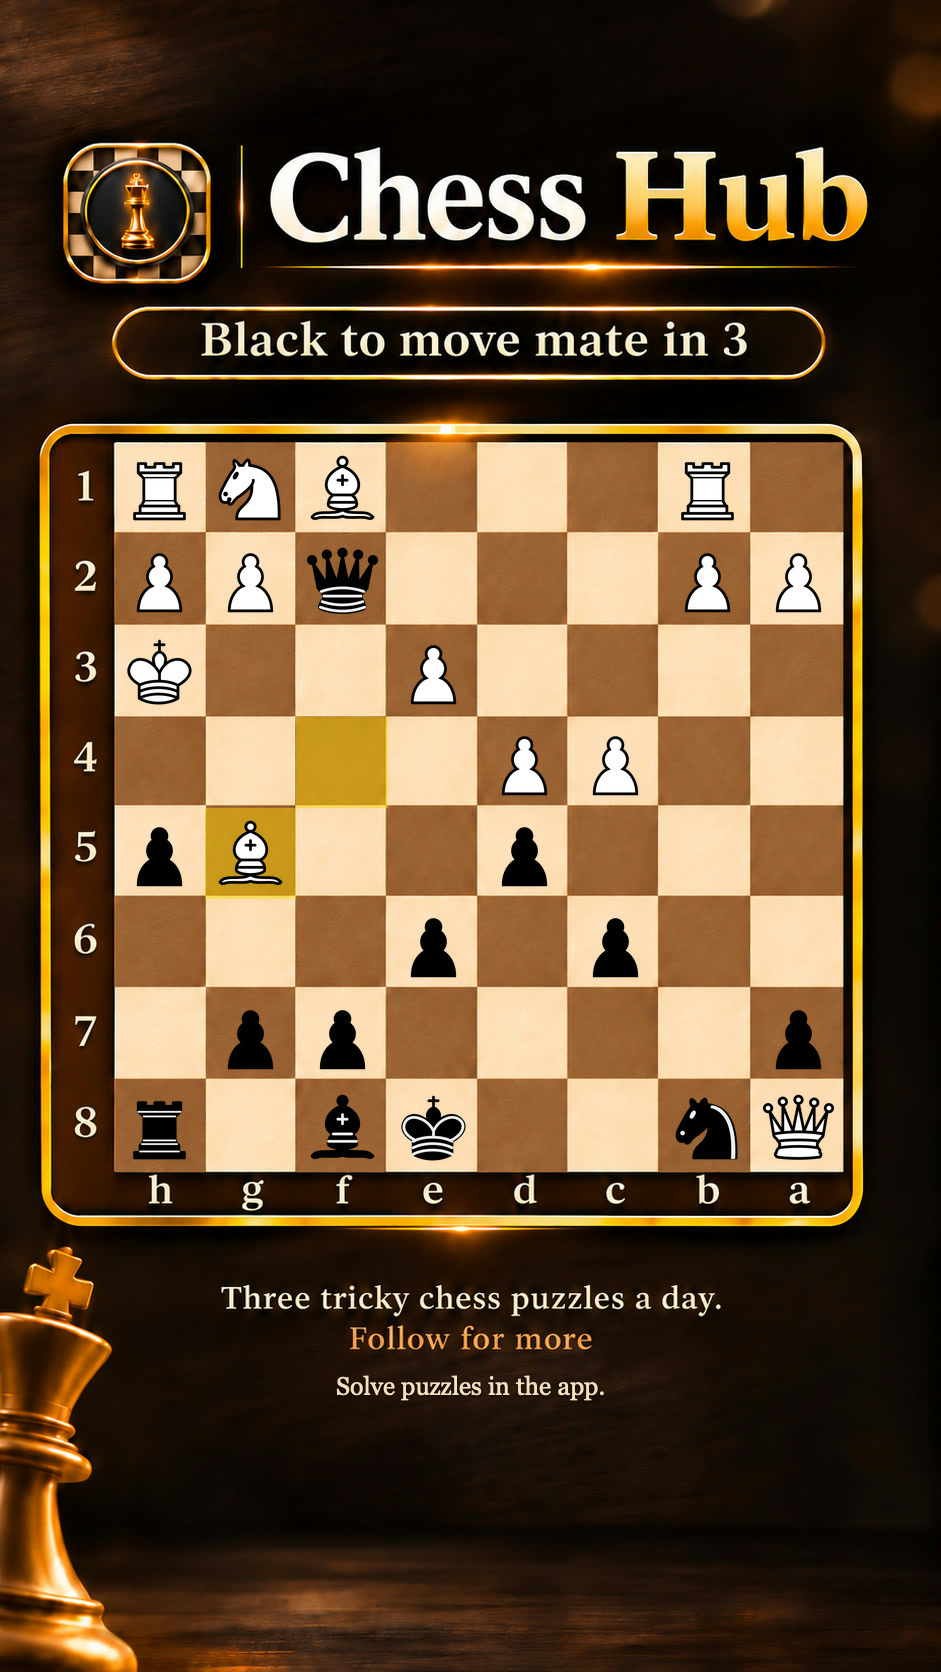 Chess Hub
Black to move mate in 3
1
2
3
4
5
6
7
8
h g f e d c b a
Three tricky chess puzzles a day.
Follow for more
Solve puzzles in the app.